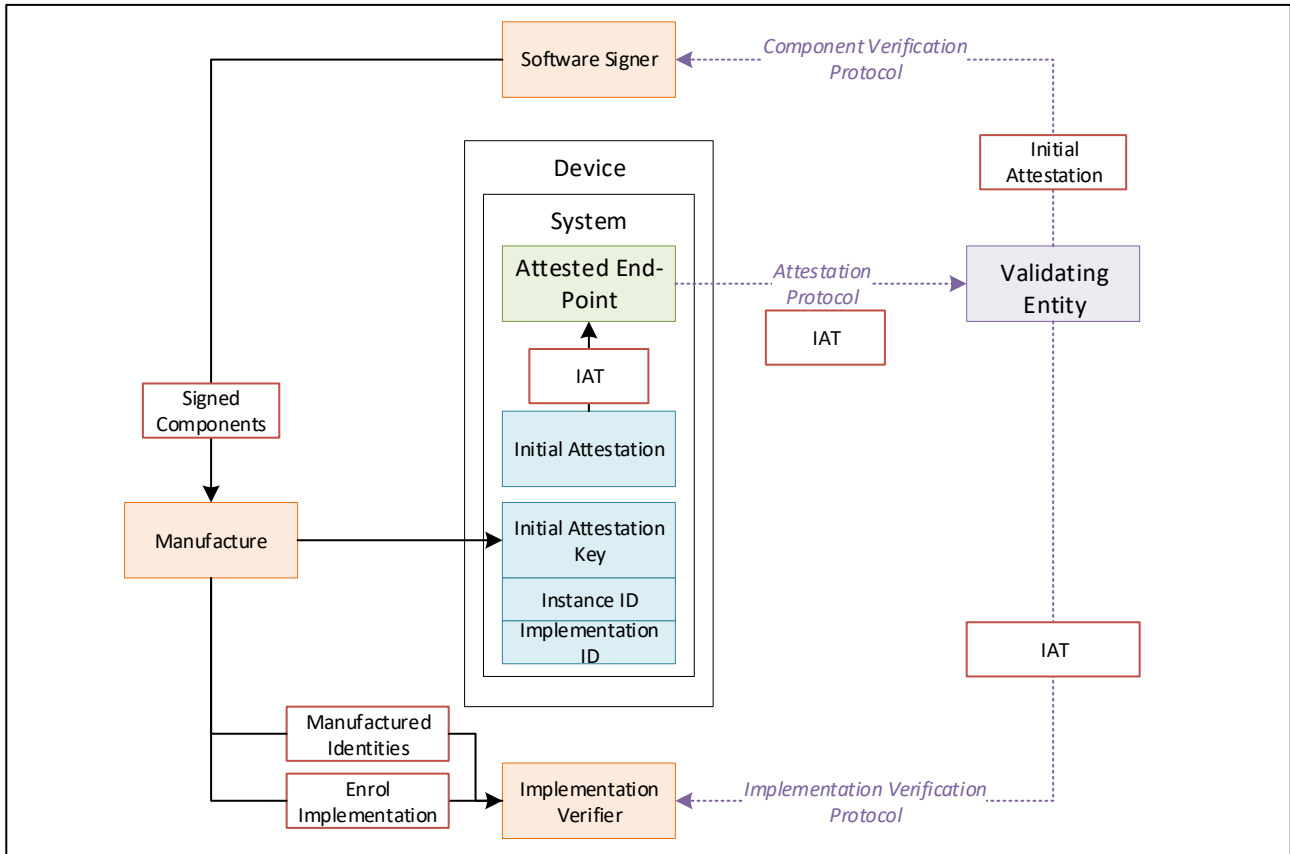 Software Signer
Component Verification
Protocol
Initial
Attestation
Device
System
Attested End-
Point
Attestation
Protocol
Validating
Entity
IAT
IAT
Signed
Components
Initial Attestation
Manufacture
Initial Attestation
Key
Instance ID
Implementation
ID
IAT
Manufactured
Identities
Enrol
Implementation
Implementation
Verifier
Implementation Verification
Protocol